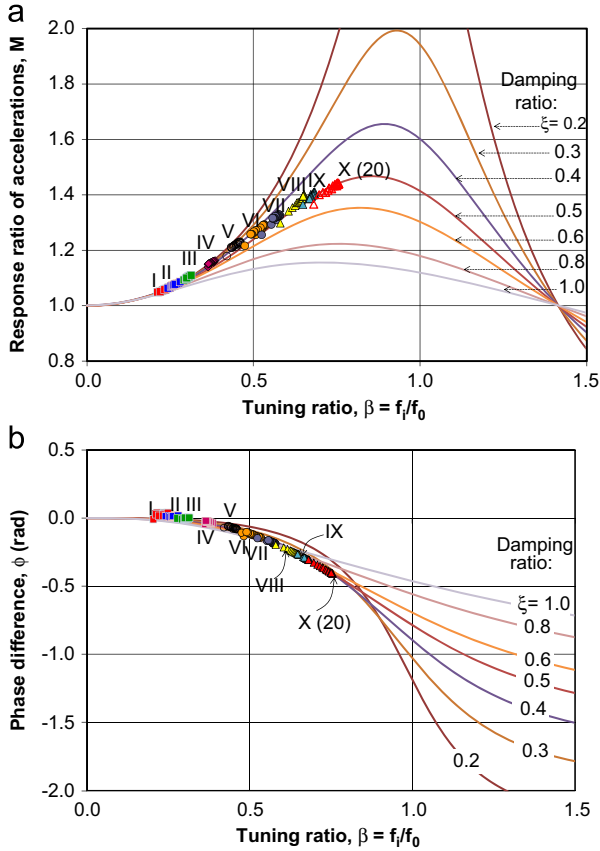 a
Response ratio of accelerations, M
2.0
1.8
1.6
1.4
1.2
1.0
0.8
0.0
0.5
1.0
1.5
Tuning ratio, β = fi/f0
I
II
III
IV
V
VI
VII
VIII
IX
X (20)
Damping
ratio:
ξ= 0.2
0.3
0.4
0.5
0.6
0.8
1.0
b
Phase difference, ϕ (rad)
0.5
0.0
-0.5
-1.0
-1.5
-2.0
0.0
0.5
1.0
1.5
Tuning ratio, β = fi/f0
I
II
III
IV
V
VI
VII
VIII
IX
X (20)
Damping
ratio:
ξ= 1.0
0.8
0.6
0.5
0.4
0.3
0.2